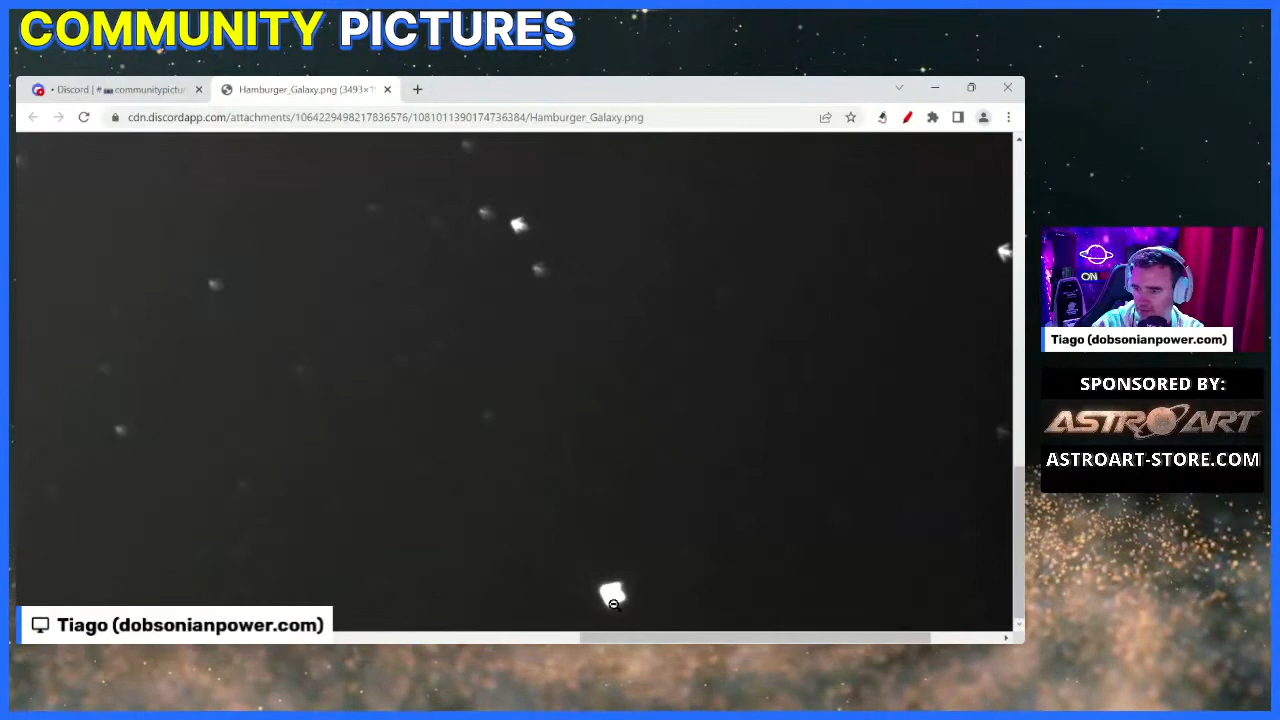 COMMUNITY PICTURES
• Discord | # communitypictu
Hamburger_Galaxy.png (3493×1
cdn.discordapp.com/attachments/1064229498217836576/1081011390174736384/Hamburger_Galaxy.png
ON
Tiago (dobsonianpower.com)
SPONSORED BY:
ASTROART
ASTROART-STORE.COM
Tiago (dobsonianpower.com)